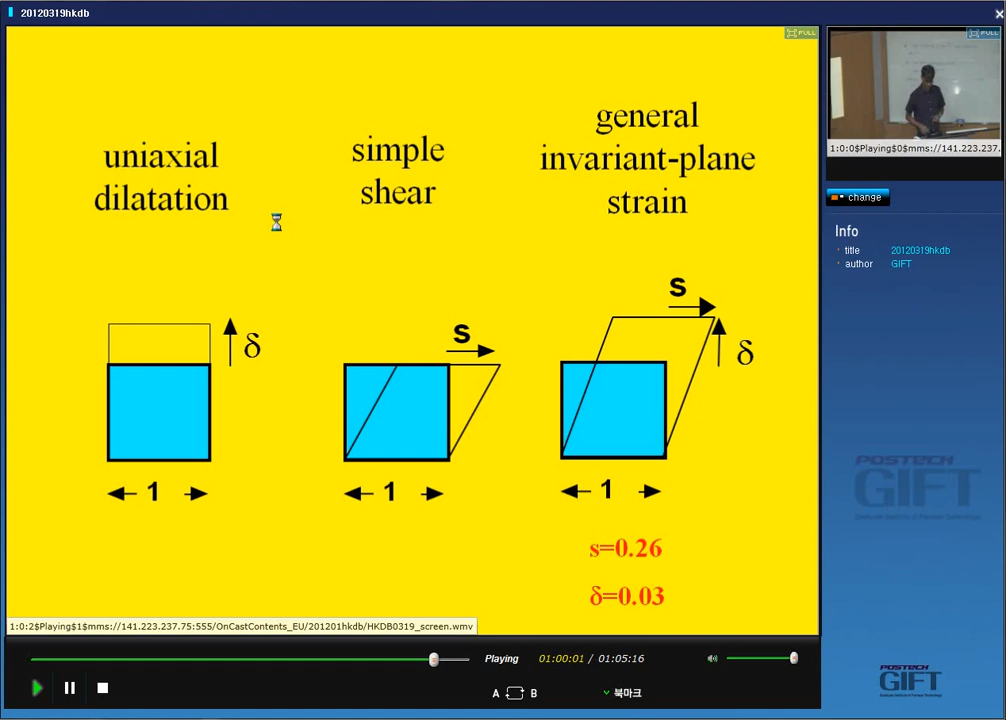 20120319hkdb
FULL
FULL
uniaxial
dilatation
simple
shear
general
invariant-plane
strain
δ
s
s
δ
1
1
1
s=0.26
δ=0.03
1:0:2$Playing$1$mms://141.223.237.75:555/OnCastContents_EU/201201hkdb/HKDB0319_screen.wmv
1:0:0$Playing$0$mms://141.223.237.
change
Info
title 20120319hkdb
author GIFT
POSTECH
GIFT
Playing 01:00:01 / 01:05:16
A B
북마크
POSTECH
GIFT